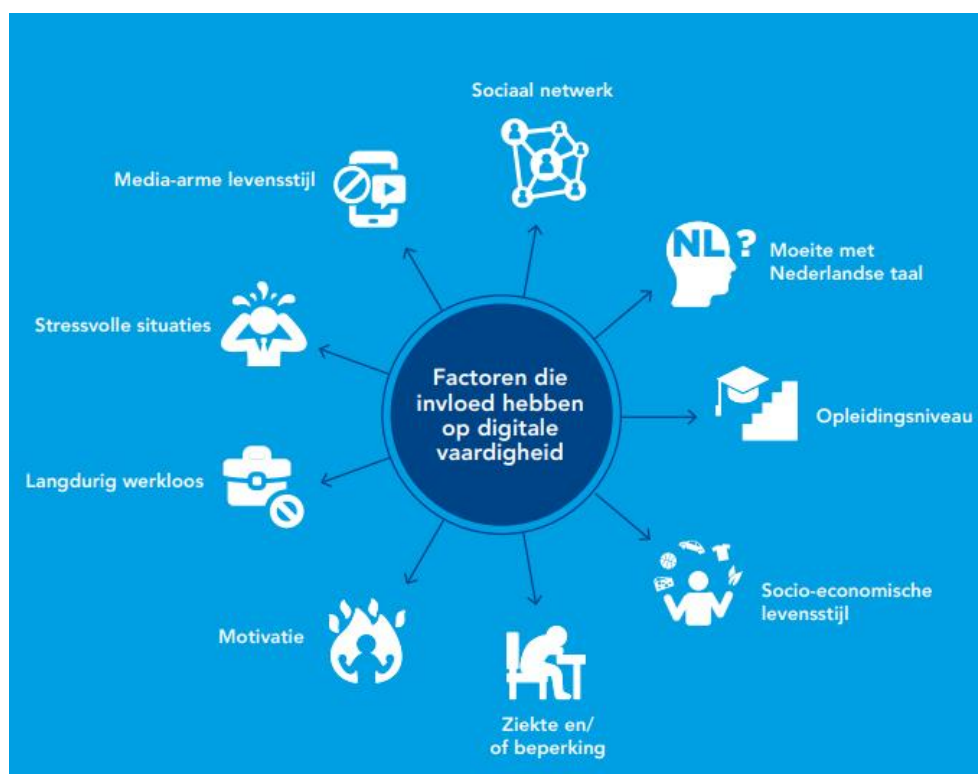 Sociaal netwerk
Media-arme levensstijl
NL ?
Moeite met
Nederlandse taal
Stressvolle situaties
Factoren die
invloed hebben
op digitale
vaardigheid
Opleidingsniveau
Langdurig werkloos
Socio-economische
levensstijl
Motivatie
Ziekte en/
of beperking